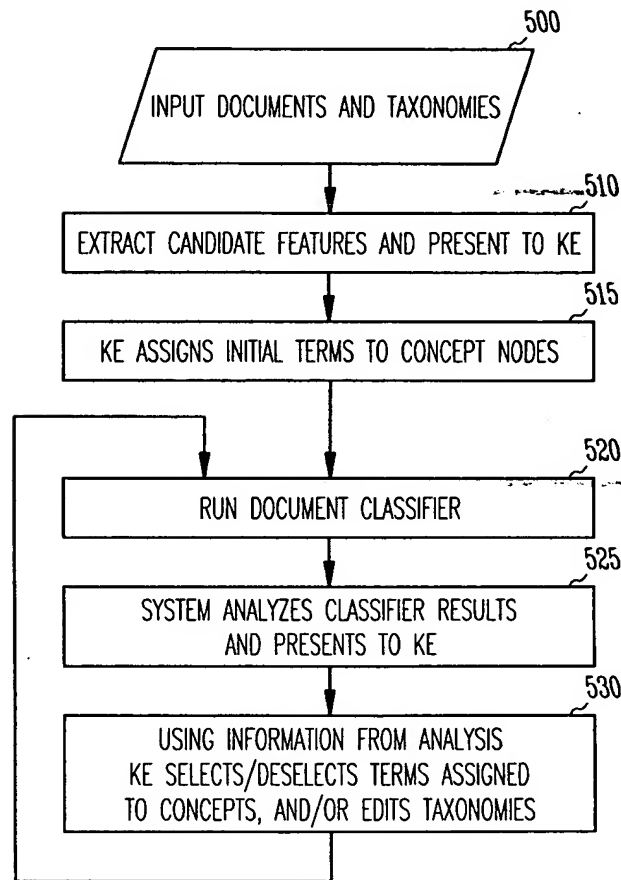 500
INPUT DOCUMENTS AND TAXONOMIES
510
EXTRACT CANDIDATE FEATURES AND PRESENT TO KE
515
KE ASSIGNS INITIAL TERMS TO CONCEPT NODES
520
RUN DOCUMENT CLASSIFIER
525
SYSTEM ANALYZES CLASSIFIER RESULTS
AND PRESENTS TO KE
530
USING INFORMATION FROM ANALYSIS
KE SELECTS/DESELECTS TERMS ASSIGNED
TO CONCEPTS, AND/OR EDITS TAXONOMIES